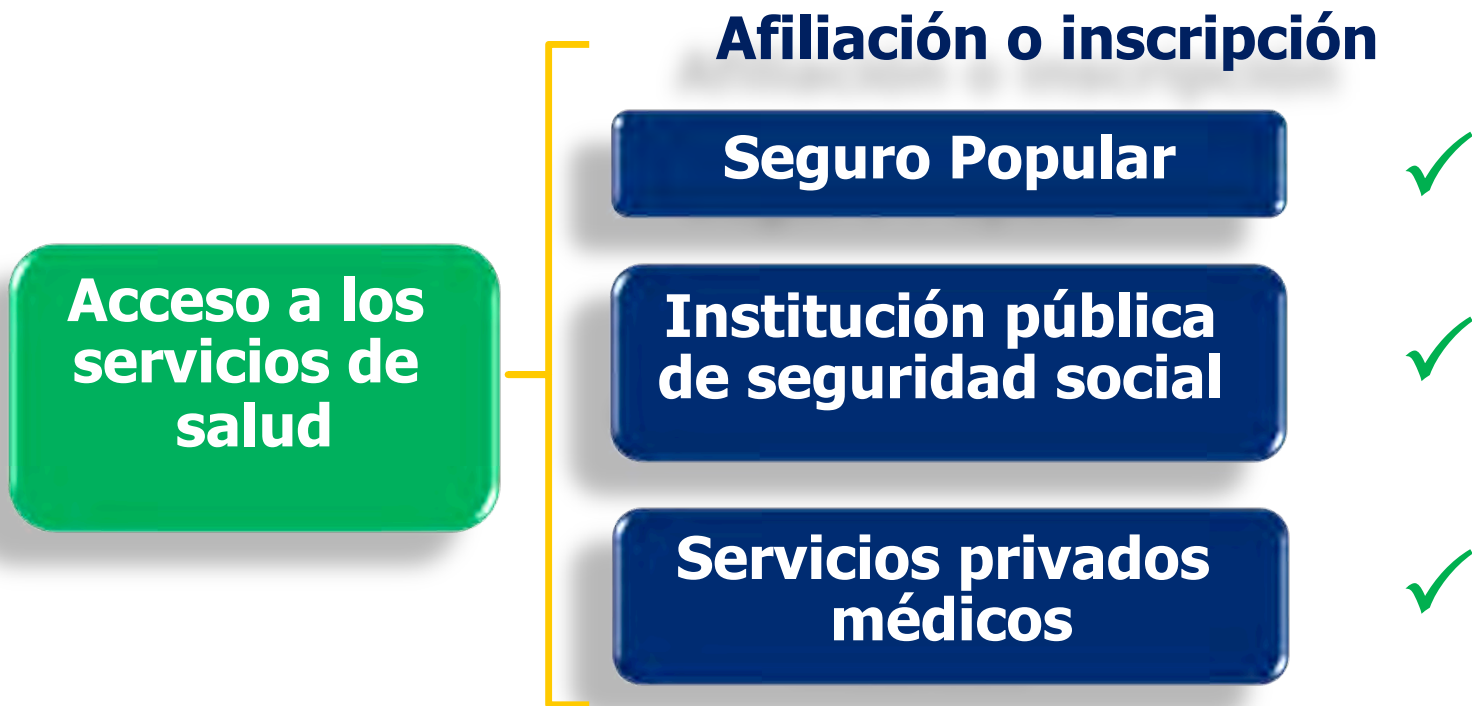 Afiliación o inscripción
Seguro Popular
Acceso a los
servicios de
salud
Institución pública
de seguridad social
Servicios privados
médicos